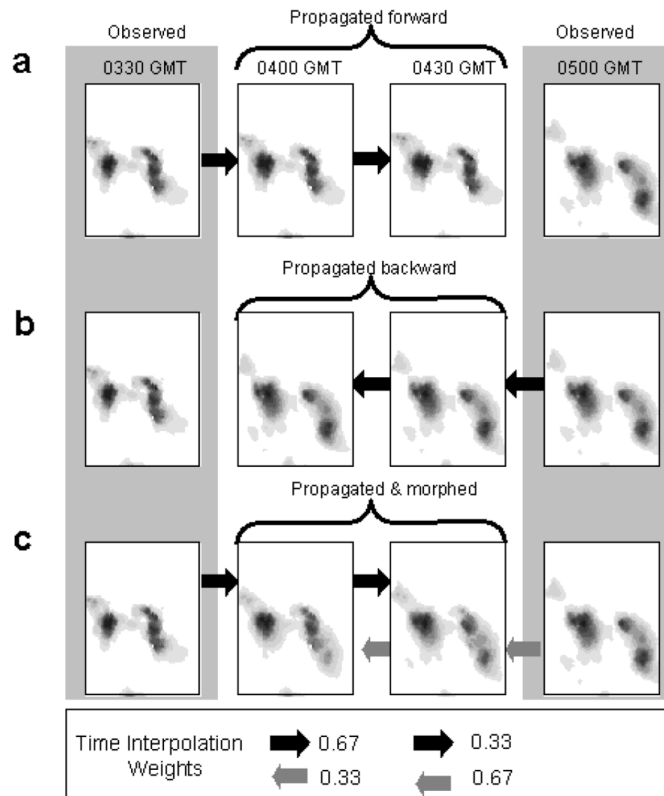 Propagated forward
Observed
Observed
a
0330 GMT
0400 GMT
0430 GMT
0500 GMT
Propagated backward
b
Propagated & morphed
c
Time Interpolation
Weights
0.67
0.33
0.33
0.67